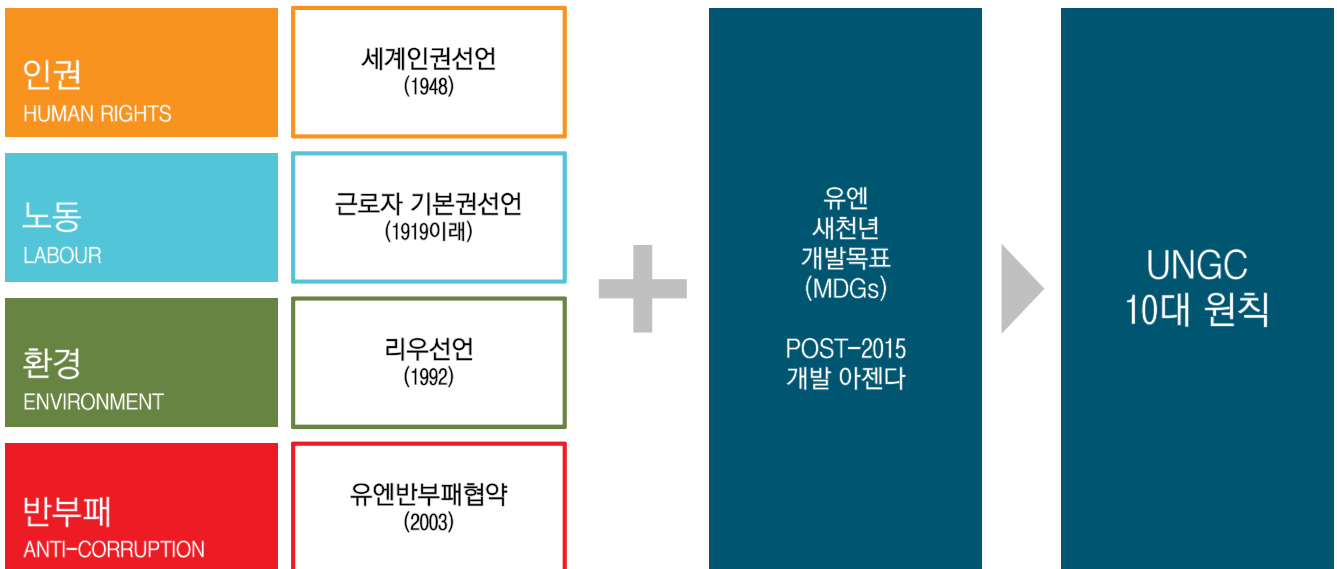 인권
HUMAN RIGHTS
세계인권선언
(1948)
노동
LABOUR
근로자 기본권선언
(1919이래)
환경
ENVIRONMENT
리우선언
(1992)
반부패
ANTI-CORRUPTION
유엔반부패협약
(2003)
유엔
새천년
개발목표
(MDGs)
POST-2015
개발 아젠다
UNGC
10대 원칙